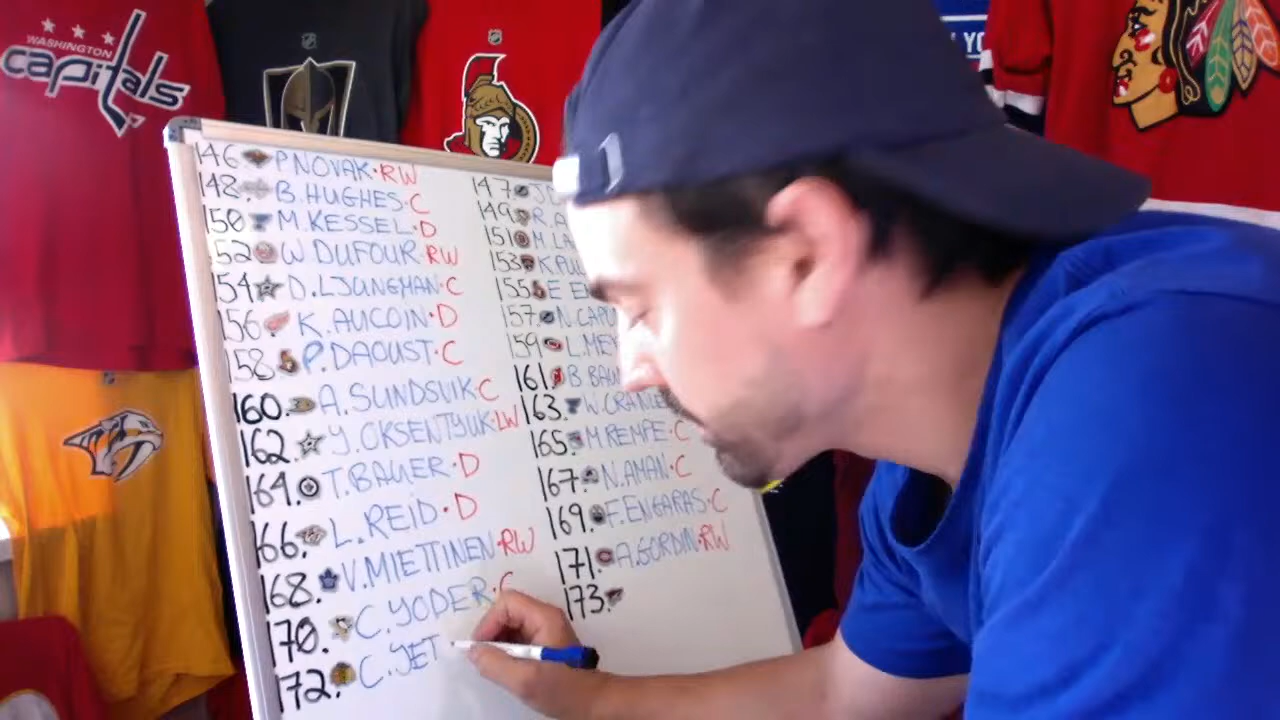 WASHINGTON
capitals
YO
146 P.NOVAK·RW
148. B.HUGHES·C
150 M.KESSEL·D
152 W.DUFOUR·RW
154 D.LJUNGMAN·C
156 K.AUCOIN·D
158. P.DAOUST·C
160. A.SUNDSVIK·C
162. Y.OKSENTYUK·LW
164. T.BAUER·D
166. L.REID·D
168. V.MIETTINEN·RW
170. C.YODER·C
172. C.JET
147.
149. R.
151 M.
153.
155
157. N.
159
161.
163.
165. M REMPE·C
167. N.AMAN·C
169. F.ENGARAS·C
171. A.GORDIN·RW
173.